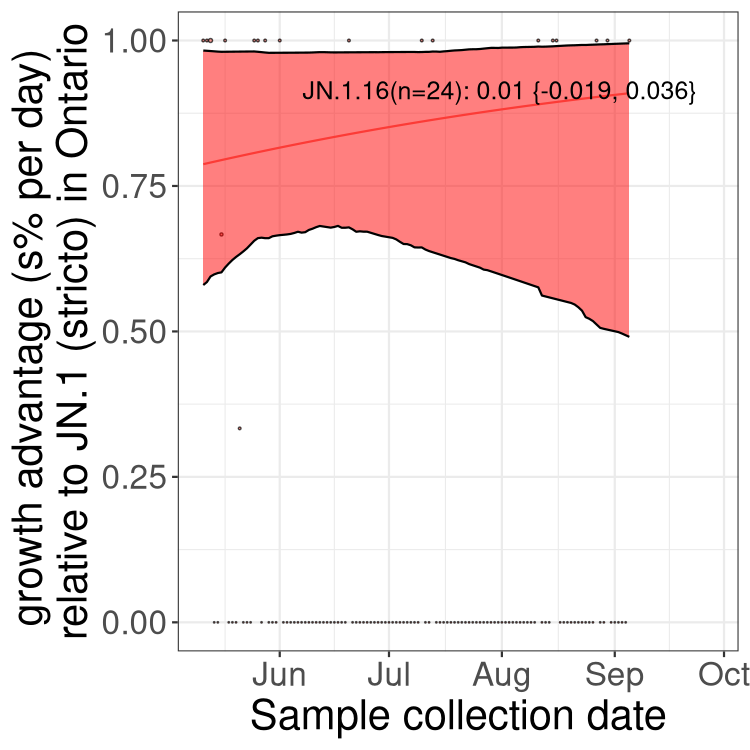 growth advantage (s% per day)
relative to JN.1 (stricto) in Ontario
1.00
0.75
0.50
0.25
0.00
JN.1.16(n=24): 0.01 {-0.019, 0.036}
Jun Jul Aug Sep Oct
Sample collection date